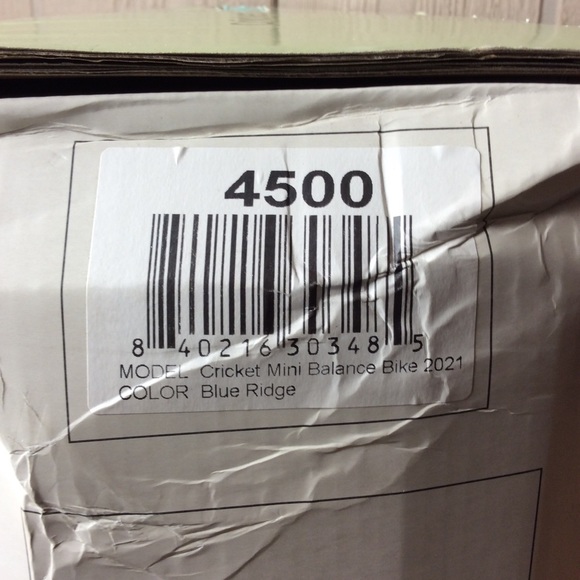 4500
8 40216 30348 5
MODEL Cricket Mini Balance Bike 2021
COLOR Blue Ridge